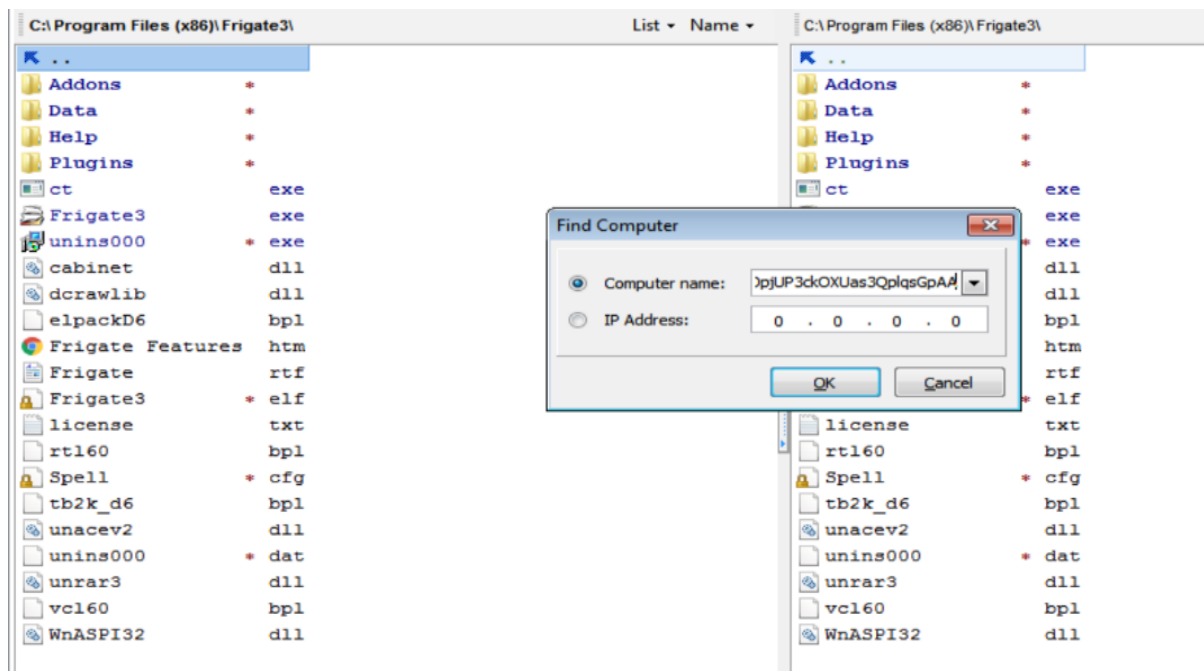 C:\Program Files (x86)\Frigate3\ List Name
..
Addons *
Data *
Help *
Plugins *
ct exe
Frigate3 exe
unins000 * exe
cabinet dll
dcrawlib dll
elpackD6 bpl
Frigate Features htm
Frigate rtf
Frigate3 * elf
license txt
rtl60 bpl
Spell * cfg
tb2k_d6 bpl
unacev2 dll
unins000 * dat
unrar3 dll
vcl60 bpl
WnASPI32 dll
C:\Program Files (x86)\Frigate3\
..
Addons *
Data *
Help *
Plugins *
ct exe
exe
* exe
dll
dll
bpl
htm
rtf
* elf
license txt
rtl60 bpl
Spell * cfg
tb2k_d6 bpl
unacev2 dll
unins000 * dat
unrar3 dll
vcl60 bpl
WnASPI32 dll
Find Computer
Computer name:
IP Address: 0 . 0 . 0 . 0
OK Cancel